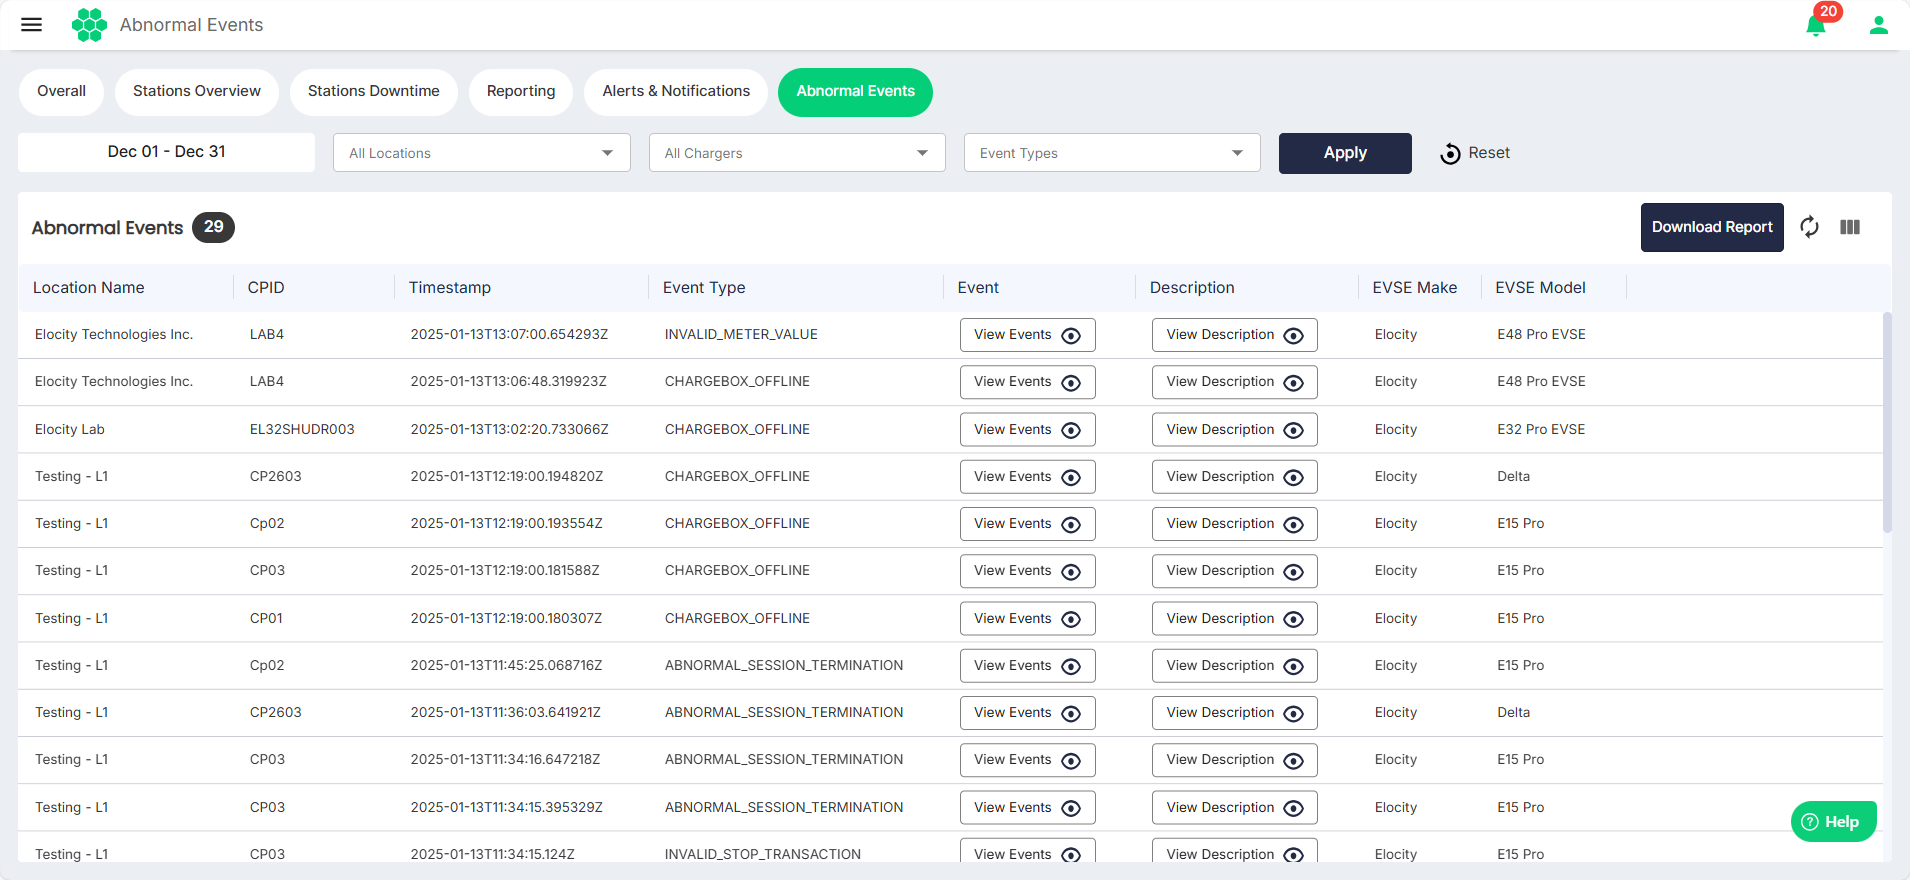 Abnormal Events
20
Overall Stations Overview Stations Downtime Reporting Alerts & Notifications Abnormal Events
Dec 01 - Dec 31 All Locations All Chargers Event Types Apply Reset
Abnormal Events 29 Download Report
Location Name CPID Timestamp Event Type Event Description EVSE Make EVSE Model
Elocity Technologies Inc. LAB4 2025-01-13T13:07:00.654293Z INVALID_METER_VALUE View Events View Description Elocity E48 Pro EVSE
Elocity Technologies Inc. LAB4 2025-01-13T13:06:48.319923Z CHARGEBOX_OFFLINE View Events View Description Elocity E48 Pro EVSE
Elocity Lab EL32SHUDR003 2025-01-13T13:02:20.733066Z CHARGEBOX_OFFLINE View Events View Description Elocity E32 Pro EVSE
Testing - L1 CP2603 2025-01-13T12:19:00.194820Z CHARGEBOX_OFFLINE View Events View Description Elocity Delta
Testing - L1 Cp02 2025-01-13T12:19:00.193554Z CHARGEBOX_OFFLINE View Events View Description Elocity E15 Pro
Testing - L1 CP03 2025-01-13T12:19:00.181588Z CHARGEBOX_OFFLINE View Events View Description Elocity E15 Pro
Testing - L1 CP01 2025-01-13T12:19:00.180307Z CHARGEBOX_OFFLINE View Events View Description Elocity E15 Pro
Testing - L1 Cp02 2025-01-13T11:45:25.068716Z ABNORMAL_SESSION_TERMINATION View Events View Description Elocity E15 Pro
Testing - L1 CP2603 2025-01-13T11:36:03.641921Z ABNORMAL_SESSION_TERMINATION View Events View Description Elocity Delta
Testing - L1 CP03 2025-01-13T11:34:16.647218Z ABNORMAL_SESSION_TERMINATION View Events View Description Elocity E15 Pro
Testing - L1 CP03 2025-01-13T11:34:15.395329Z ABNORMAL_SESSION_TERMINATION View Events View Description Elocity E15 Pro
Testing - L1 CP03 2025-01-13T11:34:15.124Z INVALID_STOP_TRANSACTION View Events View Description Elocity E15 Pro
Help